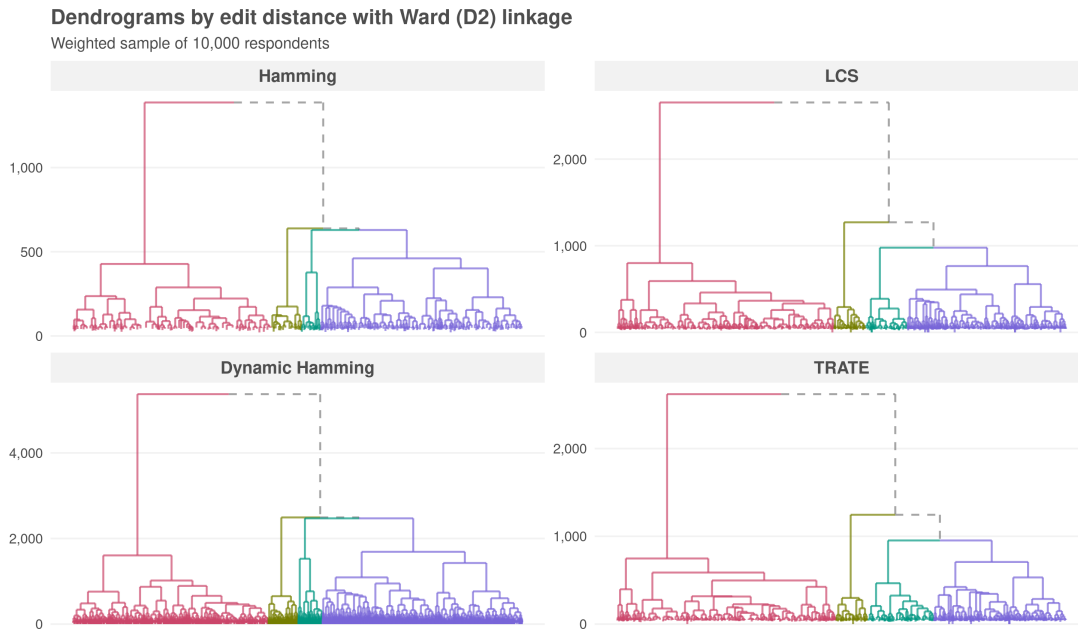 Dendrograms by edit distance with Ward (D2) linkage
Weighted sample of 10,000 respondents
Hamming
1,000
500
0
LCS
2,000
1,000
0
Dynamic Hamming
4,000
2,000
0
TRATE
2,000
1,000
0